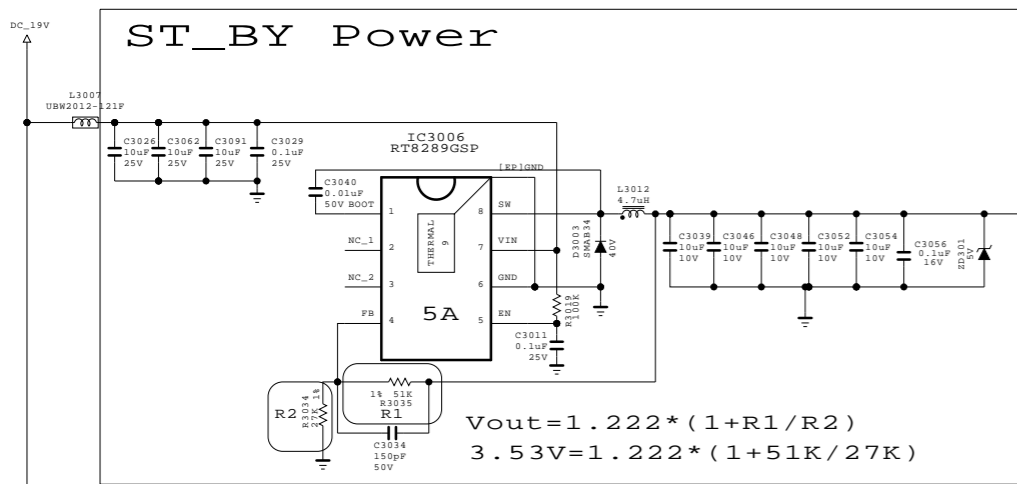 DC_19V
ST_BY Power
L3007
UBW2012-121F
C3026
10uF
25V
C3062
10uF
25V
C3091
10uF
25V
C3029
0.1uF
25V
IC3006
RT8289GSP
[EP]GND
C3040
0.01uF
50V
BOOT
1
NC_1
2
NC_2
3
FB
4
THERMAL
9
5A
8
SW
7
VIN
6
GND
5
EN
L3012
4.7uH
D3003
SMAB34
40V
R3019
100K
C3011
0.1uF
25V
C3039
10uF
10V
C3046
10uF
10V
C3048
10uF
10V
C3052
10uF
10V
C3054
10uF
10V
C3056
0.1uF
16V
ZD301
5V
R2
R3034
27K 1%
1% 51K
R3035
R1
C3034
150pF
50V
Vout=1.222*(1+R1/R2)
3.53V=1.222*(1+51K/27K)